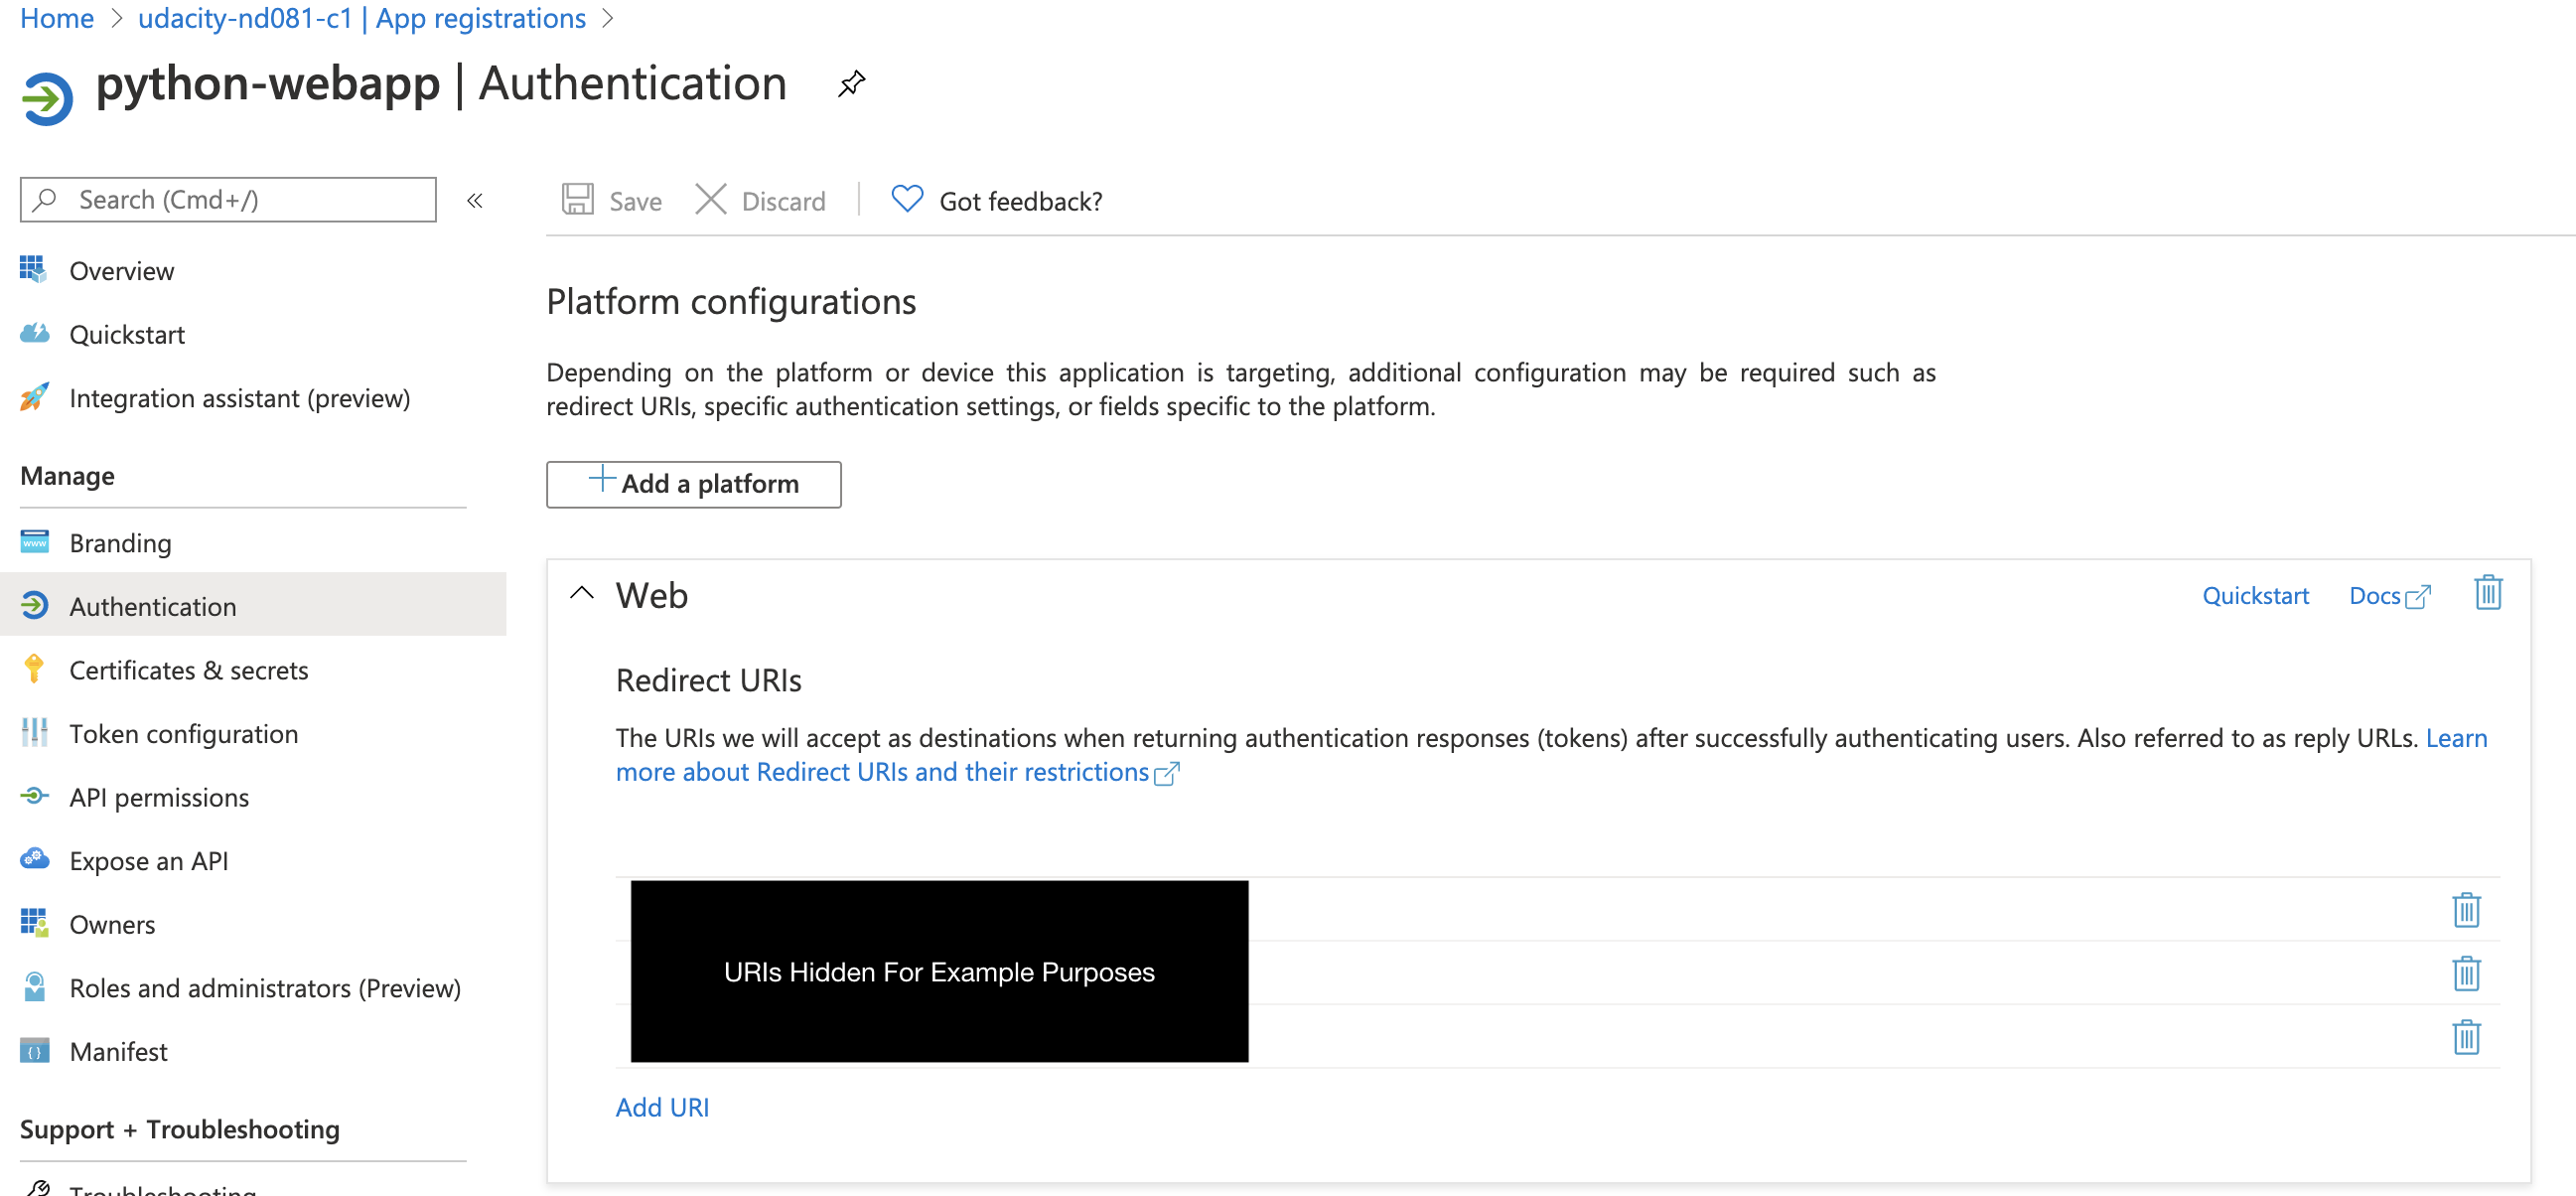 Home > udacity-nd081-c1 | App registrations >
python-webapp | Authentication
Search (Cmd+/)
«
Overview
Quickstart
Integration assistant (preview)
Manage
Branding
Authentication
Certificates & secrets
Token configuration
API permissions
Expose an API
Owners
Roles and administrators (Preview)
Manifest
Support + Troubleshooting
Troubleshooting
Save
Discard
Got feedback?
Platform configurations
Depending on the platform or device this application is targeting, additional configuration may be required such as
redirect URIs, specific authentication settings, or fields specific to the platform.
+ Add a platform
Web
Quickstart
Docs
Redirect URIs
The URIs we will accept as destinations when returning authentication responses (tokens) after successfully authenticating users. Also referred to as reply URLs. Learn
more about Redirect URIs and their restrictions
URIs Hidden For Example Purposes
Add URI